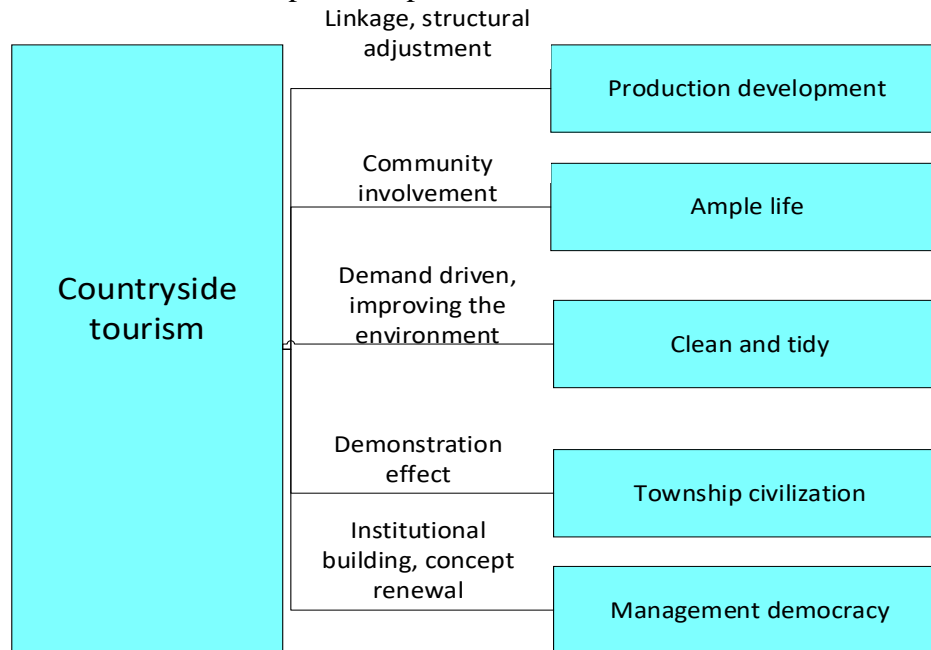 Linkage, structural
adjustment
Production development
Community
involvement
Ample life
Countryside
tourism
Demand driven,
improving the
environment
Clean and tidy
Demonstration
effect
Township civilization
Institutional
building, concept
renewal
Management democracy